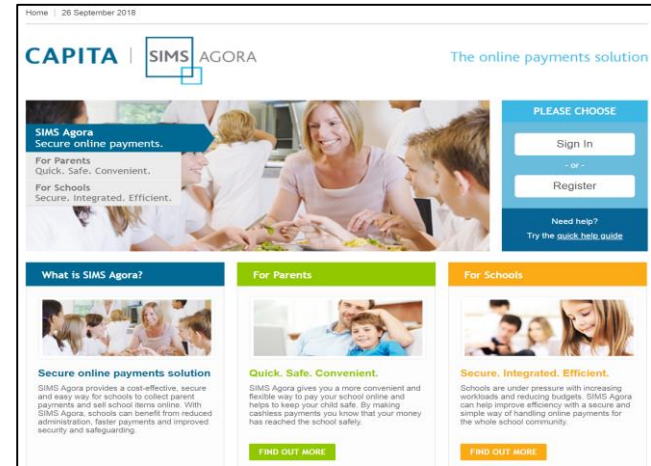 Home | 26 September 2018
CAPITA | SIMS AGORA
The online payments solution
SIMS Agora
Secure online payments.
For Parents
Quick. Safe. Convenient.
For Schools
Secure. Integrated. Efficient.
PLEASE CHOOSE
Sign In
- or -
Register
Need help?
Try the quick help guide
What is SIMS Agora?
Secure online payments solution
SIMS Agora provides a cost-effective, secure
and easy way for schools to collect parent
payments and sell school items online. With
SIMS Agora, schools can benefit from reduced
administration, faster payments and improved
security and safeguarding.
For Parents
Quick. Safe. Convenient.
SIMS Agora gives you a more convenient and
flexible way to pay your school online and
helps to keep your child safe. By making
cashless payments you know that your money
has reached the school safely.
FIND OUT MORE
For Schools
Secure. Integrated. Efficient.
Schools are under pressure with increasing
workloads and reducing budgets. SIMS Agora
can help improve efficiency with a secure and
simple way of handling online payments for
the whole school community.
FIND OUT MORE